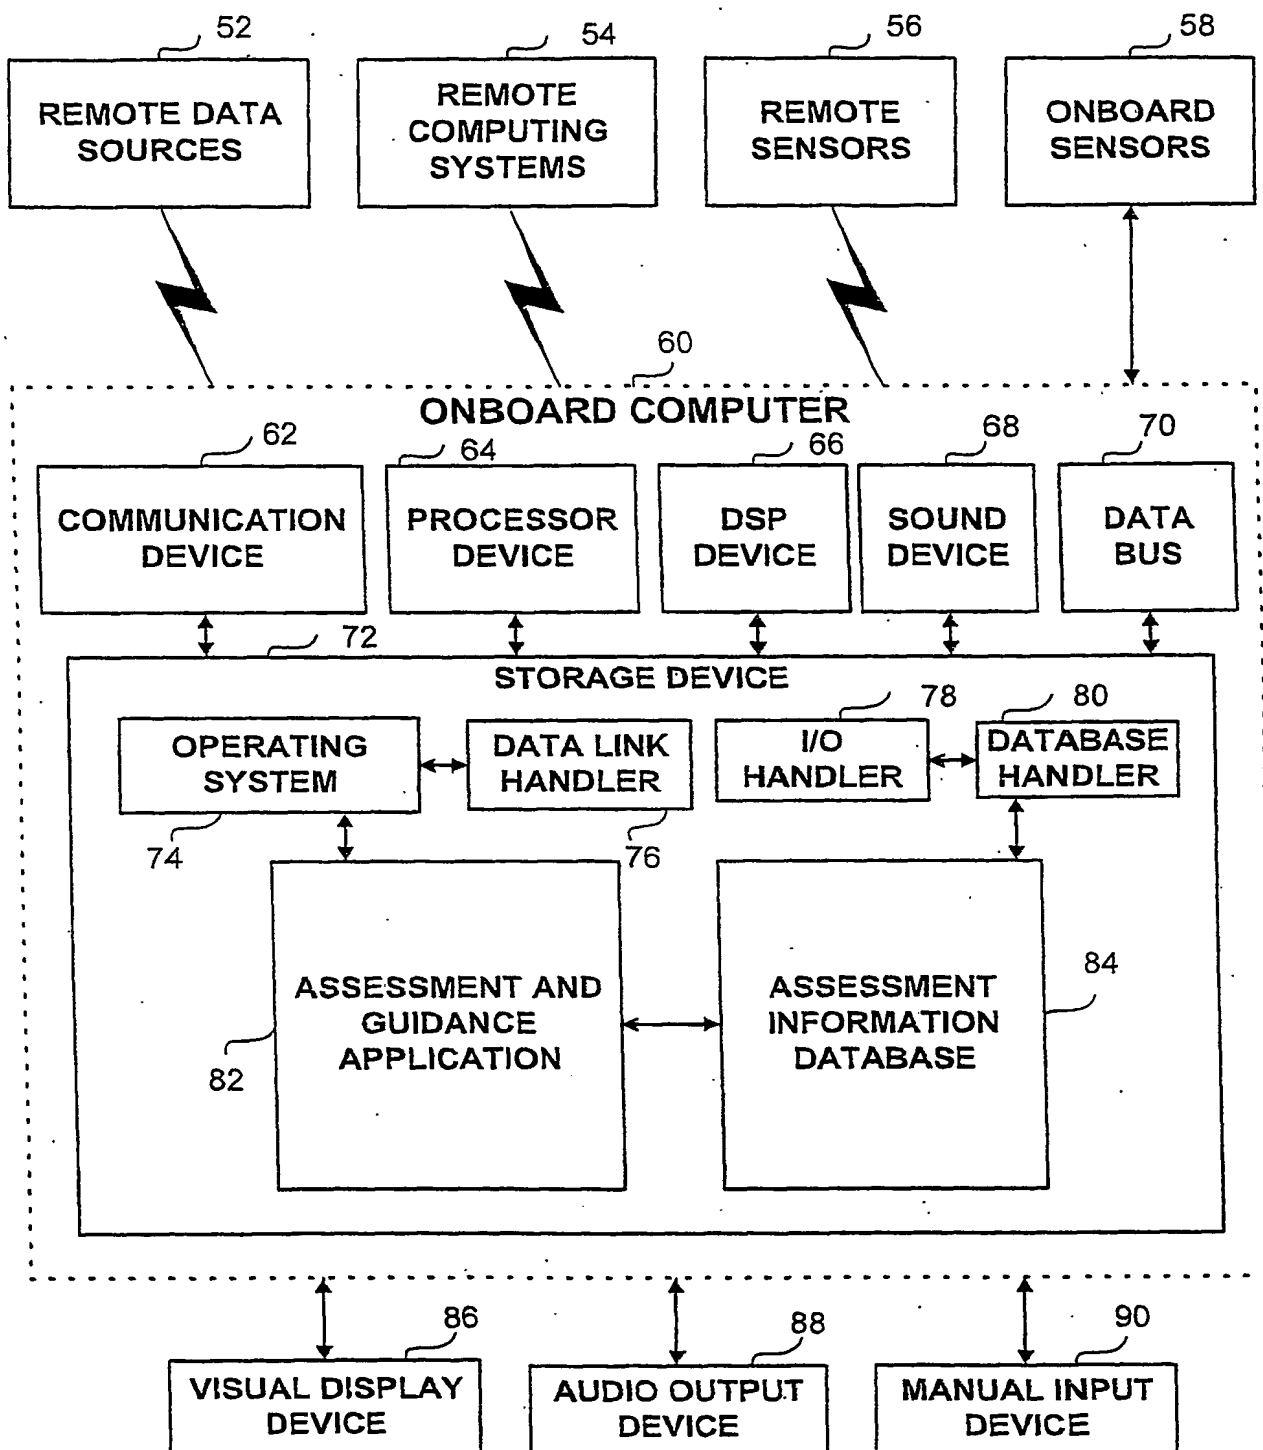 52
54
56
58
REMOTE DATA
SOURCES
REMOTE
COMPUTING
SYSTEMS
REMOTE
SENSORS
ONBOARD
SENSORS
60
ONBOARD COMPUTER
62
64
66
68
70
COMMUNICATION
DEVICE
PROCESSOR
DEVICE
DSP
DEVICE
SOUND
DEVICE
DATA
BUS
72
STORAGE DEVICE
78
80
OPERATING
SYSTEM
DATA LINK
HANDLER
I/O
HANDLER
DATABASE
HANDLER
74
76
ASSESSMENT AND
GUIDANCE
APPLICATION
82
ASSESSMENT
INFORMATION
DATABASE
84
86
88
90
VISUAL DISPLAY
DEVICE
AUDIO OUTPUT
DEVICE
MANUAL INPUT
DEVICE